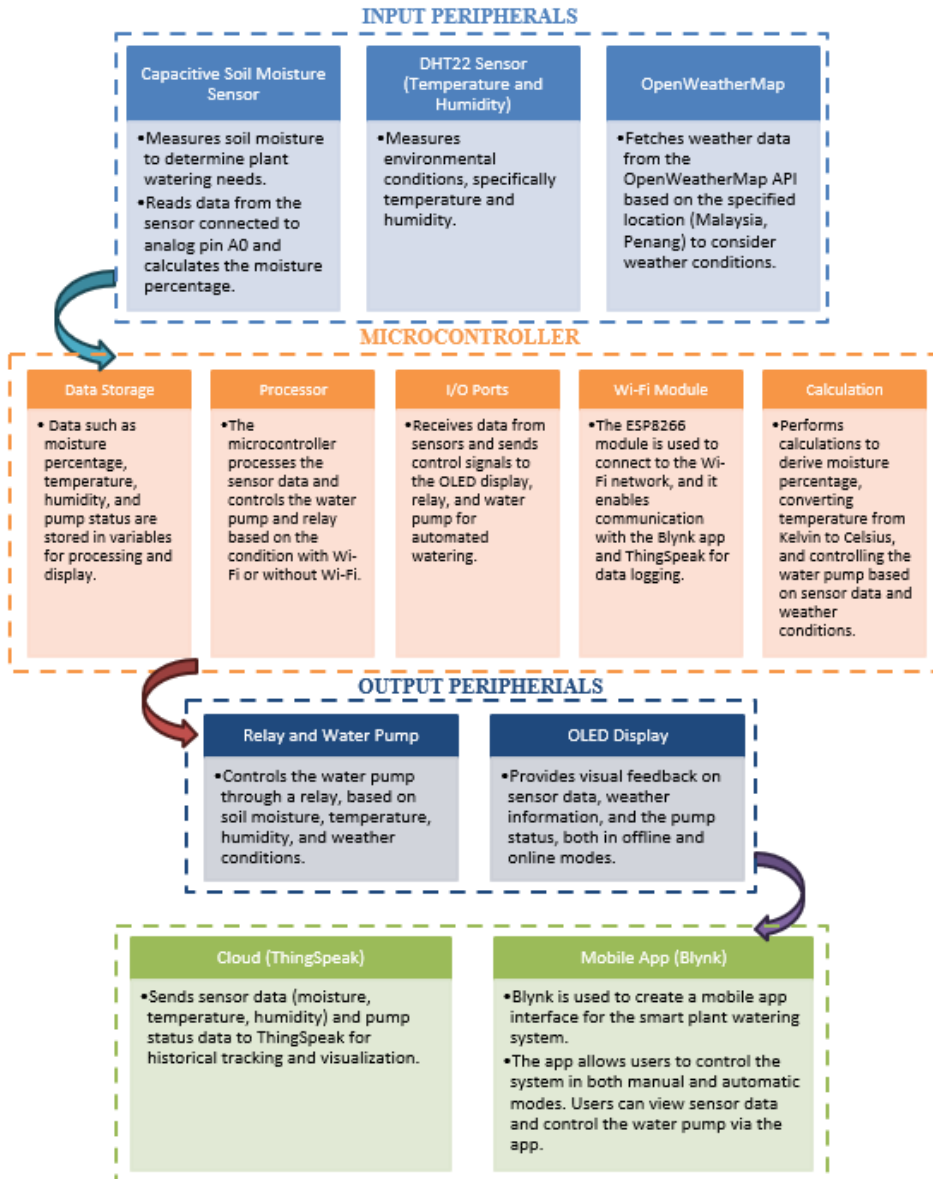 INPUT PERIPHERALS
Capacitive Soil Moisture
Sensor
•Measures soil moisture
to determine plant
watering needs.
•Reads data from the
sensor connected to
analog pin A0 and
calculates the moisture
percentage.
DHT22 Sensor
(Temperature and
Humidity)
•Measures
environmental
conditions, specifically
temperature and
humidity.
OpenWeatherMap
•Fetches weather data
from the
OpenWeatherMap API
based on the specified
location (Malaysia,
Penang) to consider
weather conditions.
MICROCONTROLLER
Data Storage
• Data such as
moisture
percentage,
temperature,
humidity, and
pump status are
stored in variables
for processing and
display.
Processor
•The
microcontroller
processes the
sensor data and
controls the water
pump and relay
based on the
condition with Wi-
Fi or without Wi-Fi.
I/O Ports
•Receives data from
sensors and sends
control signals to
the OLED display,
relay, and water
pump for
automated
watering.
Wi-Fi Module
•The ESP8266
module is used to
connect to the Wi-
Fi network, and it
enables
communication
with the Blynk app
and ThingSpeak for
data logging.
Calculation
•Performs
calculations to
derive moisture
percentage,
converting
temperature from
Kelvin to Celsius,
and controlling the
water pump based
on sensor data and
weather
conditions.
OUTPUT PERIPHERIALS
Relay and Water Pump
•Controls the water pump
through a relay, based on
soil moisture, temperature,
humidity, and weather
conditions.
OLED Display
•Provides visual feedback on
sensor data, weather
information, and the pump
status, both in offline and
online modes.
Cloud (ThingSpeak)
•Sends sensor data (moisture,
temperature, humidity) and pump
status data to ThingSpeak for
historical tracking and visualization.
Mobile App (Blynk)
•Blynk is used to create a mobile app
interface for the smart plant watering
system.
•The app allows users to control the
system in both manual and automatic
modes. Users can view sensor data
and control the water pump via the
app.